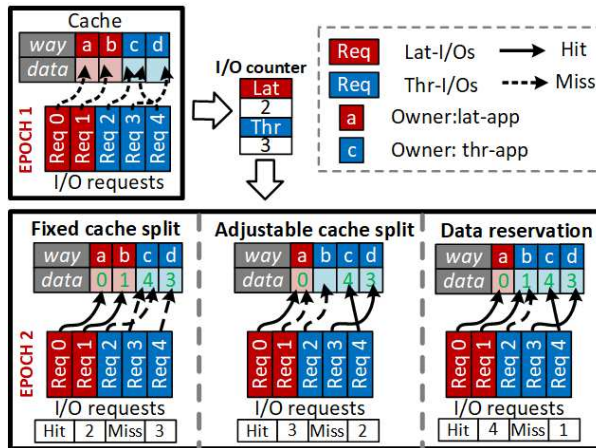 Cache
way a b c d
data
EPOCH 1
Req 0 Req 1 Req 2 Req 3 Req 4
I/O requests
I/O counter
Lat
2
Thr
3
Req Lat-I/Os Hit
Req Thr-I/Os Miss
a Owner:lat-app
c Owner: thr-app
EPOCH 2
Fixed cache split
way a b c d
data 0 1 4 3
Req 0 Req 1 Req 2 Req 3 Req 4
I/O requests
Hit 2 Miss 3
Adjustable cache split
way a b c d
data 0 4 3
Req 0 Req 1 Req 2 Req 3 Req 4
I/O requests
Hit 3 Miss 2
Data reservation
way a b c d
data 0 1 4 3
Req 0 Req 1 Req 2 Req 3 Req 4
I/O requests
Hit 4 Miss 1